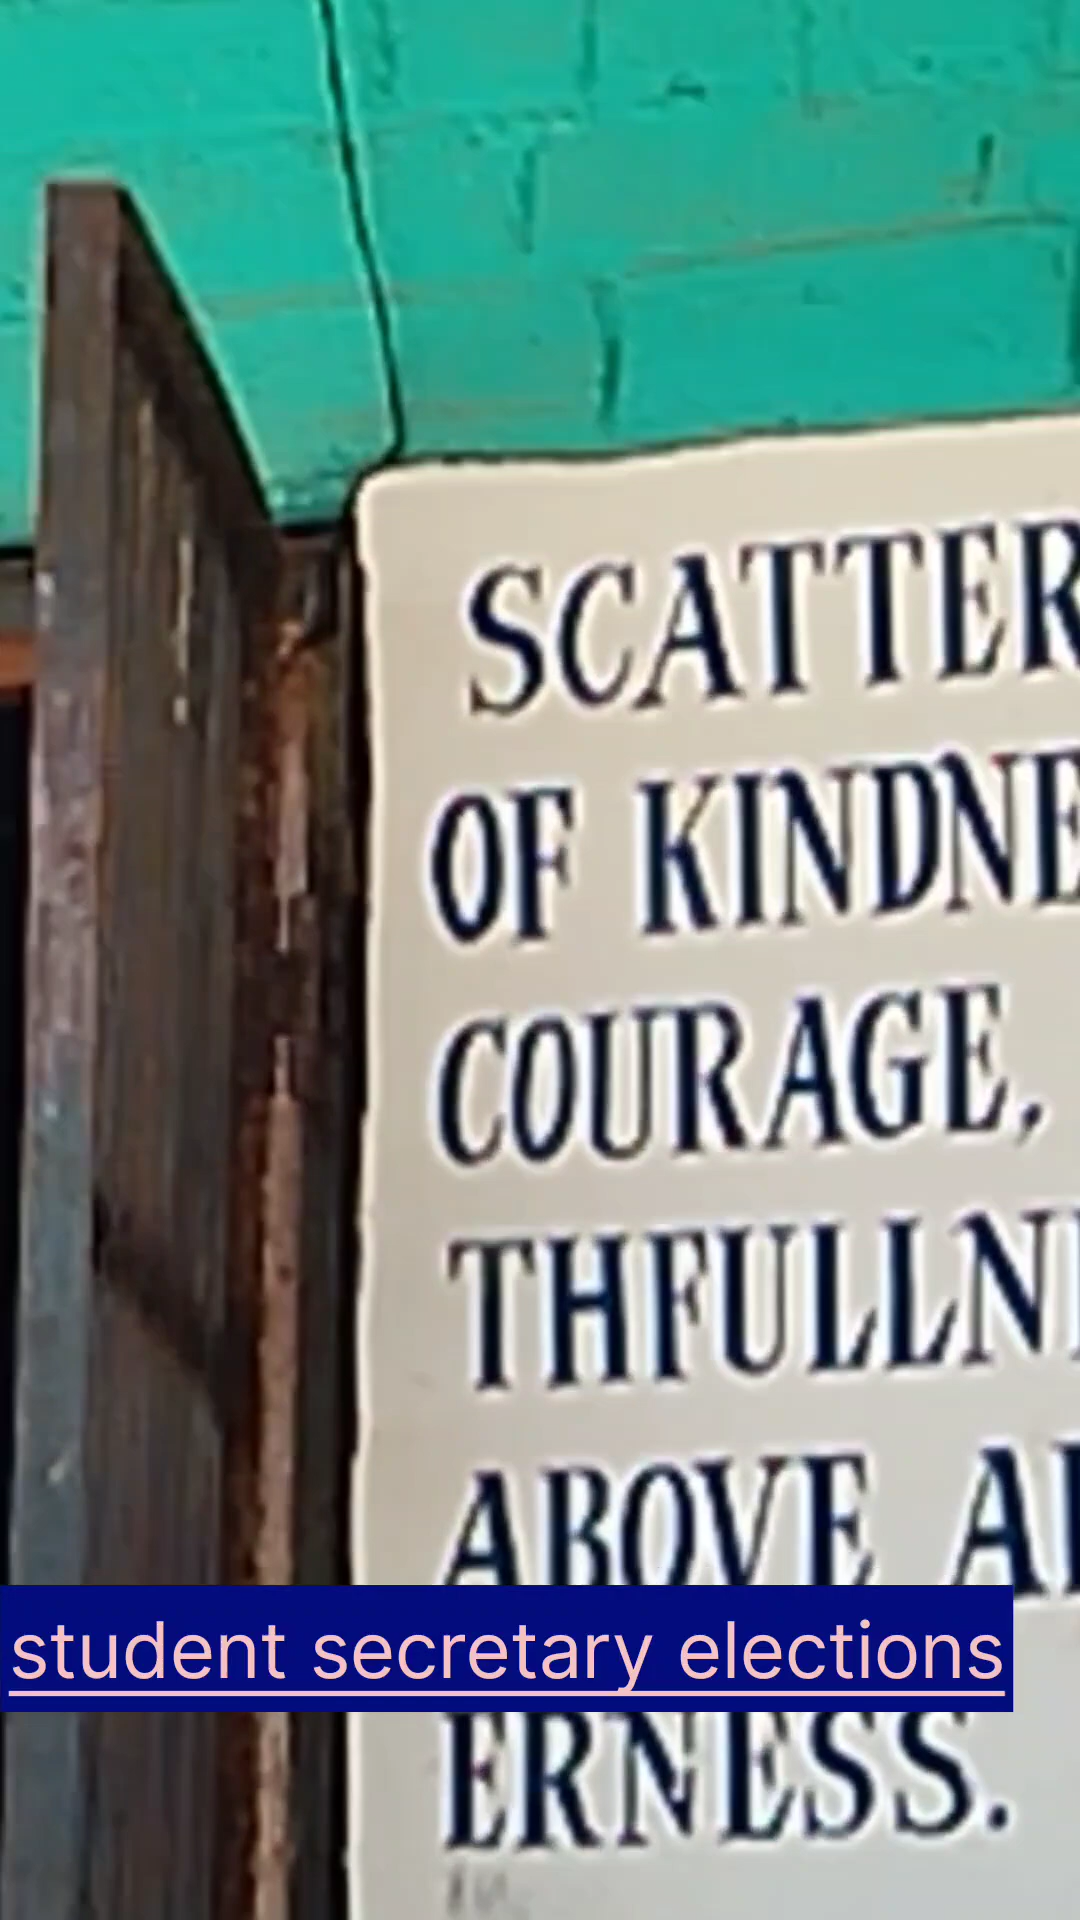 SCATTER
OF KINDNE
COURAGE,
THFULLN
ABOVE A
student secretary elections
ERNESS.